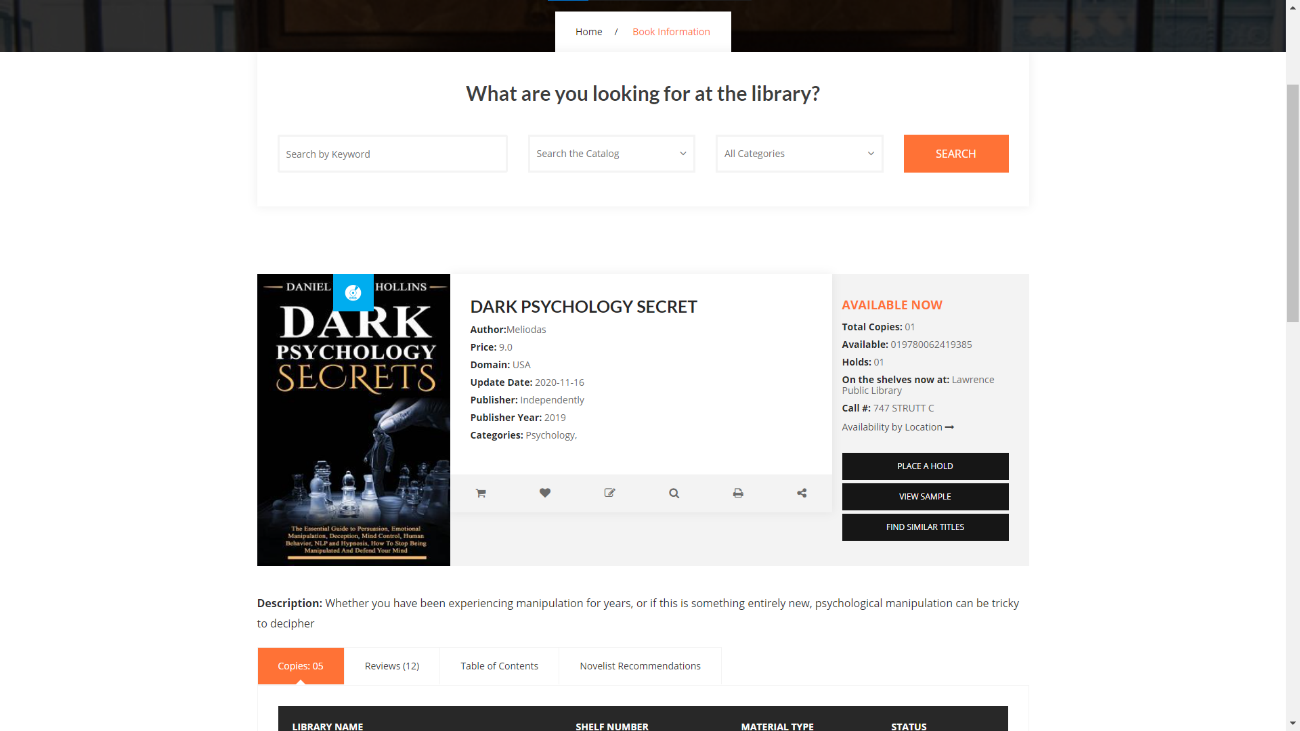 Home / Book Information
What are you looking for at the library?
Search by Keyword
Search the Catalog
All Categories
SEARCH
DANIEL HOLLINS
DARK
PSYCHOLOGY
SECRETS
The Essential Guide to Persuasion, Emotional
Manipulation, Deception, Mind Control, Human
Behavior, NLP and Hypnosis, How To Stop Being
Manipulated And Defend Your Mind
DARK PSYCHOLOGY SECRET
Author:Meliodas
Price: 9.0
Domain: USA
Update Date: 2020-11-16
Publisher: Independently
Publisher Year: 2019
Categories: Psychology,
AVAILABLE NOW
Total Copies: 01
Available: 019780062419385
Holds: 01
On the shelves now at: Lawrence
Public Library
Call #: 747 STRUTT C
Availability by Location
PLACE A HOLD
VIEW SAMPLE
FIND SIMILAR TITLES
Description: Whether you have been experiencing manipulation for years, or if this is something entirely new, psychological manipulation can be tricky
to decipher
Copies: 05
Reviews (12)
Table of Contents
Novelist Recommendations
LIBRARY NAME
SHELF NUMBER
MATERIAL TYPE
STATUS